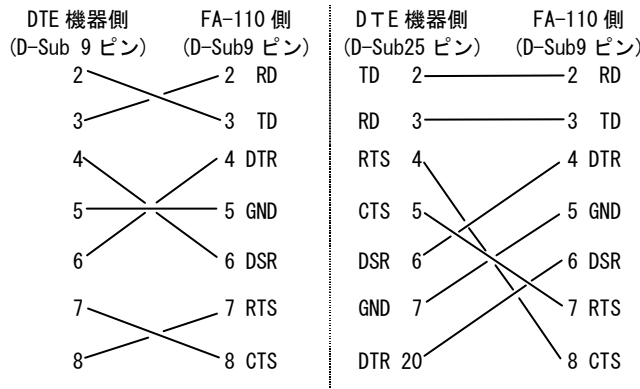 DTE 機器側 FA-110 側
(D-Sub 9 ピン) (D-Sub9 ピン)
2 2 RD
3 3 TD
4 4 DTR
5 5 GND
6 6 DSR
7 7 RTS
8 8 CTS
DTE 機器側 FA-110 側
(D-Sub25 ピン) (D-Sub9 ピン)
TD 2 2 RD
RD 3 3 TD
RTS 4 4 DTR
CTS 5 5 GND
DSR 6 6 DSR
GND 7 7 RTS
DTR 20 8 CTS